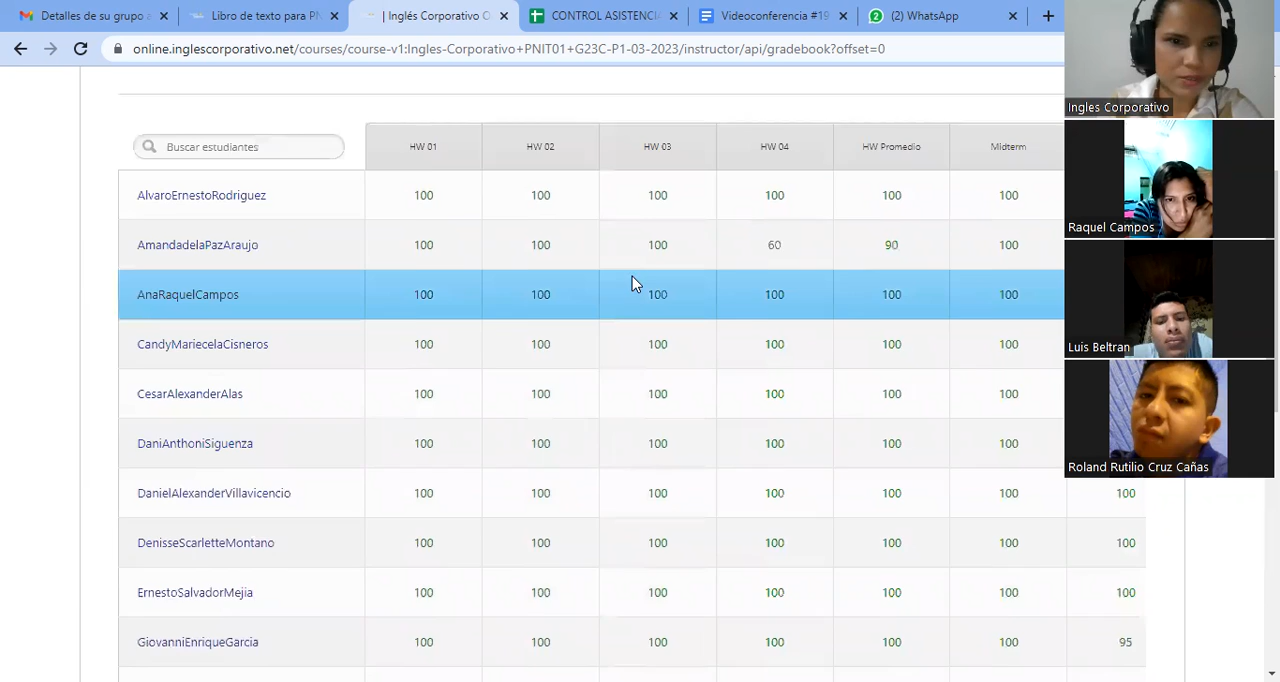 Detalles de su grupo a
Libro de texto para PN
Inglés Corporativo O
CONTROL ASISTENCIA
Videoconferencia #19
(2) WhatsApp
online.inglescorporativo.net/courses/course-v1:Ingles-Corporativo+PNIT01+G23C-P1-03-2023/instructor/api/gradebook?offset=0
Ingles Corporativo
Raquel Campos
Luis Beltran
Roland Rutilio Cruz Cañas
Buscar estudiantes HW 01 HW 02 HW 03 HW 04 HW Promedio Midterm
AlvaroErnestoRodriguez 100 100 100 100 100 100
AmandadelaPazAraujo 100 100 100 60 90 100
AnaRaquelCampos 100 100 100 100 100 100
CandyMariecelaCisneros 100 100 100 100 100 100
CesarAlexanderAlas 100 100 100 100 100 100
DaniAnthoniSiguenza 100 100 100 100 100 100
DanielAlexanderVillavicencio 100 100 100 100 100 100 100
DenisseScarletteMontano 100 100 100 100 100 100 100
ErnestoSalvadorMejia 100 100 100 100 100 100 100
GiovanniEnriqueGarcia 100 100 100 100 100 100 95